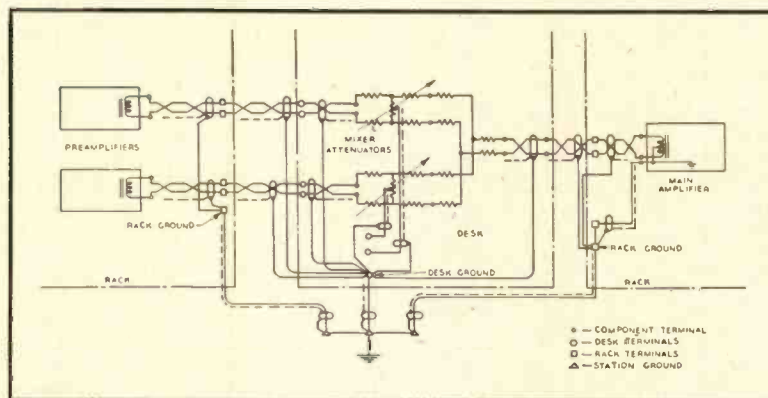 PREAMPLIFIERS
MIXER
ATTENUATORS
MAIN
AMPLIFIER
RACK GROUND
DESK
RACK GROUND
DESK GROUND
RACK
RACK
- COMPONENT TERMINAL
- DESK TERMINALS
- RACK TERMINALS
- STATION GROUND